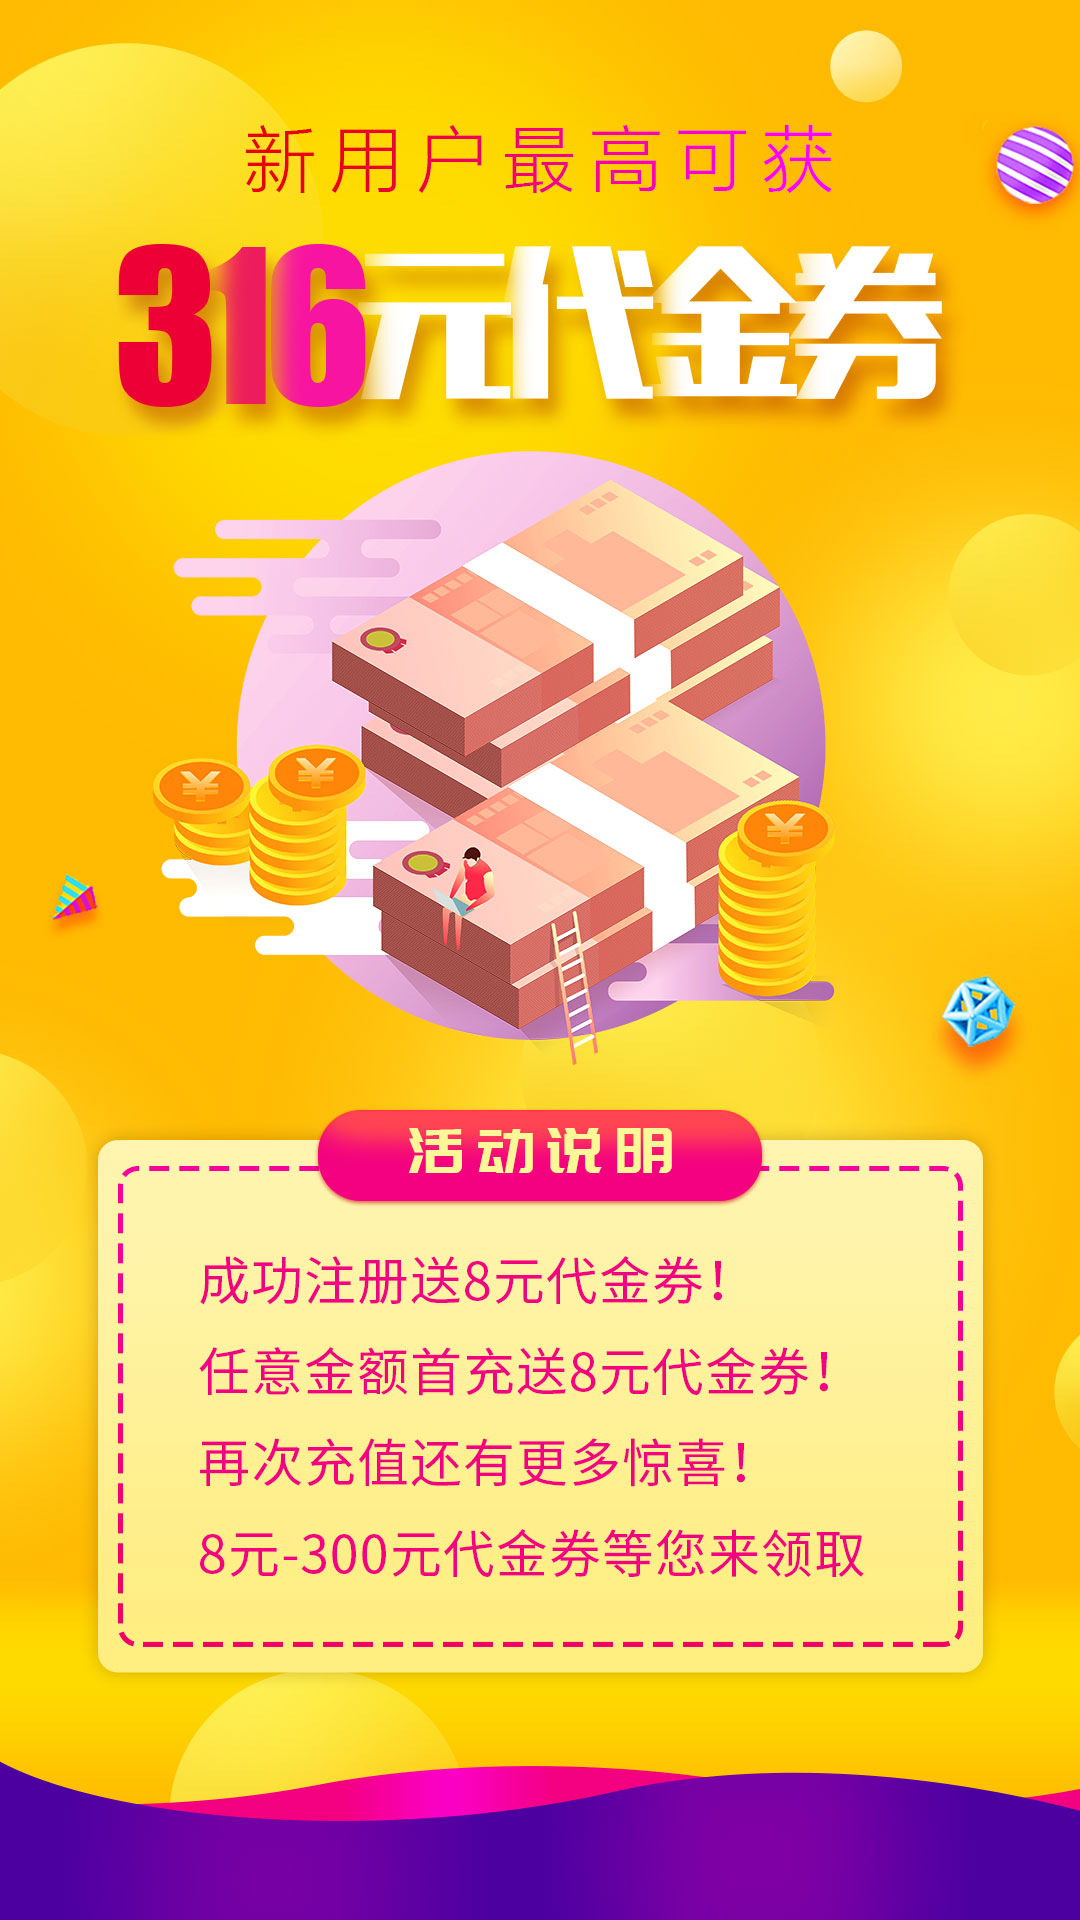 新用户最高可获
316元代金券
¥
¥
¥
活动说明
成功注册送8元代金券！
任意金额首充送8元代金券！
再次充值还有更多惊喜！
8元-300元代金券等您来领取